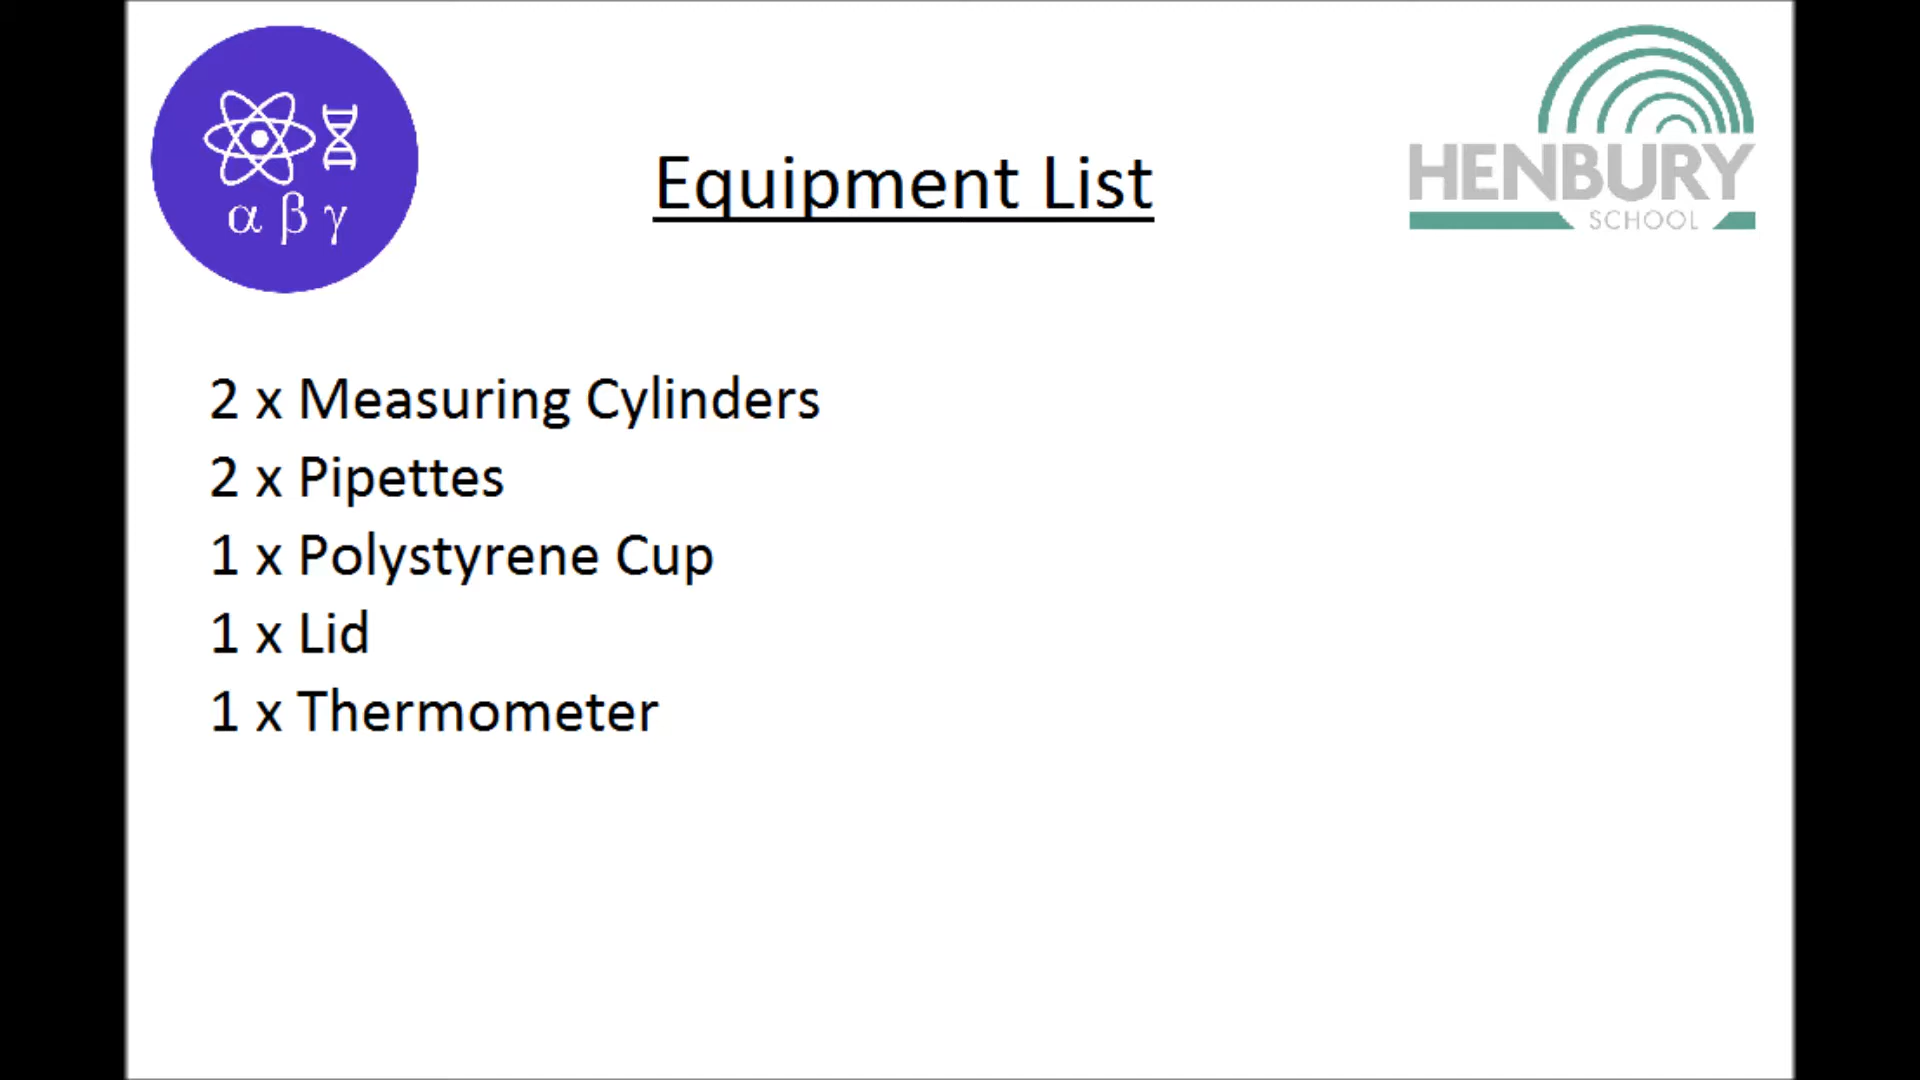 α β γ
Equipment List
HENBURY
SCHOOL
2 x Measuring Cylinders
2 x Pipettes
1 x Polystyrene Cup
1 x Lid
1 x Thermometer